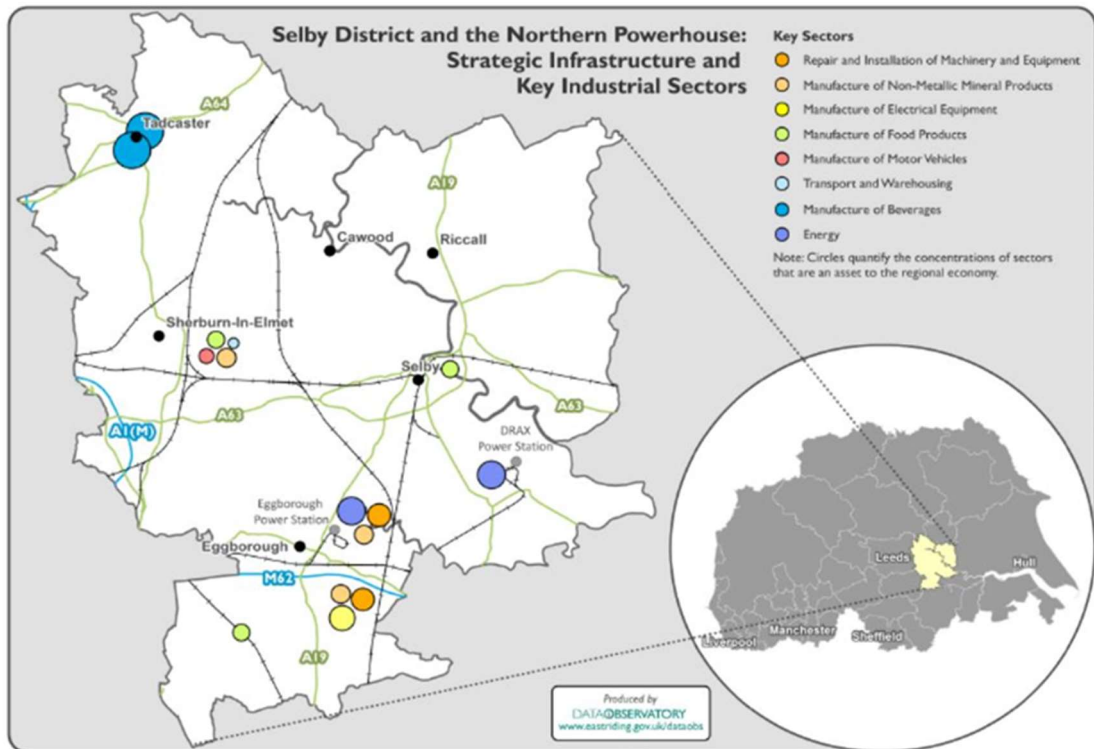 Selby District and the Northern Powerhouse:
Strategic Infrastructure and
Key Industrial Sectors
Key Sectors
Repair and Installation of Machinery and Equipment
Manufacture of Non-Metallic Mineral Products
Manufacture of Electrical Equipment
Manufacture of Food Products
Manufacture of Motor Vehicles
Transport and Warehousing
Manufacture of Beverages
Energy
Note: Circles quantify the concentrations of sectors
that are an asset to the regional economy.
A64
Tadcaster
A19
Cawood
Riccall
Sherburn-In-Elmet
Selby
A63
A63
A1(M)
DRAX
Power Station
Eggborough
Power Station
Eggborough
M62
A19
Leeds
Hull
Manchester
Sheffield
Liverpool
Produced by
DATAOBSERVATORY
www.eastriding.gov.uk/dataobs